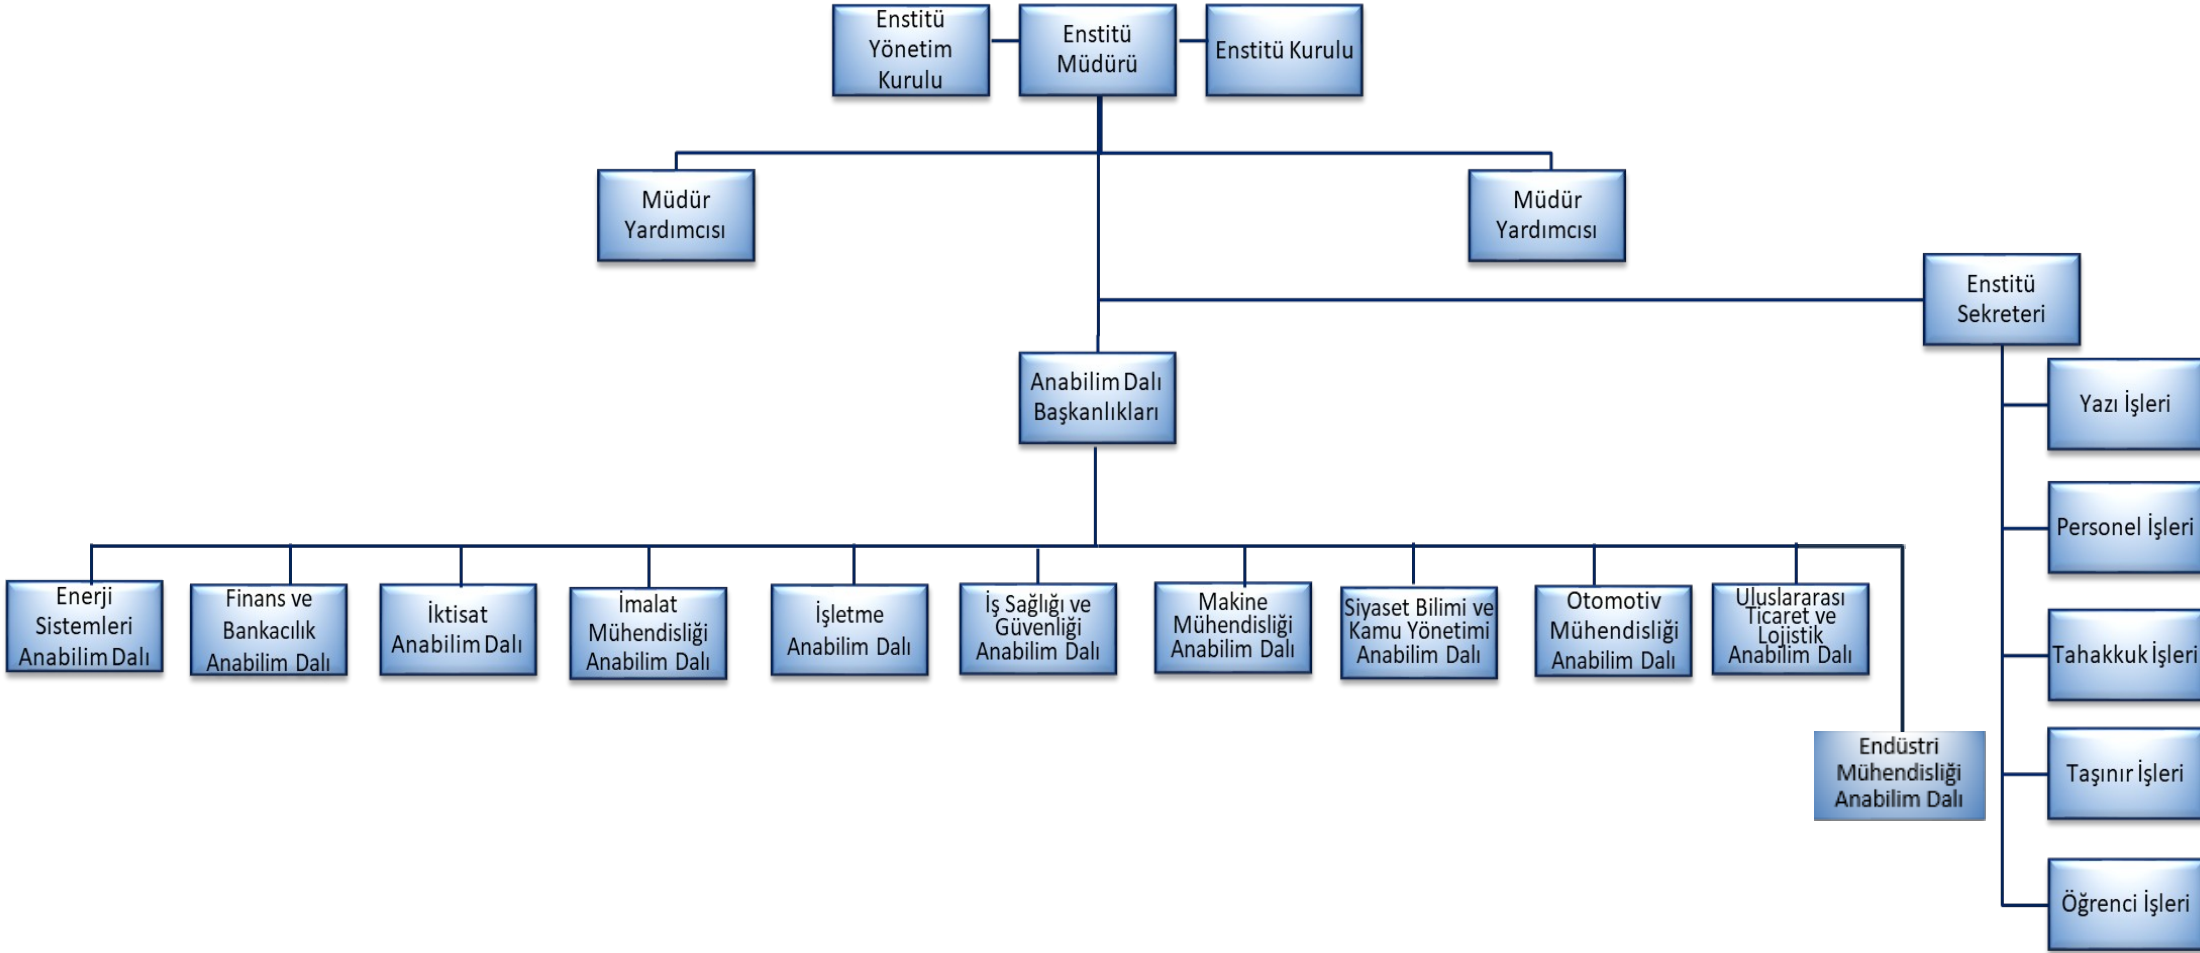 Enstitü
Yönetim
Kurulu
Enstitü
Müdürü
Enstitü Kurulu
Müdür
Yardımcısı
Müdür
Yardımcısı
Enstitü
Sekreteri
Anabilim Dalı
Başkanlıkları
Yazı İşleri
Personel İşleri
Tahakkuk İşleri
Taşınır İşleri
Öğrenci İşleri
Enerji
Sistemleri
Anabilim Dalı
Finans ve
Bankacılık
Anabilim Dalı
İktisat
Anabilim Dalı
İmalat
Mühendisliği
Anabilim Dalı
İşletme
Anabilim Dalı
İş Sağlığı ve
Güvenliği
Anabilim Dalı
Makine
Mühendisliği
Anabilim Dalı
Siyaset Bilimi ve
Kamu Yönetimi
Anabilim Dalı
Otomotiv
Mühendisliği
Anabilim Dalı
Uluslararası
Ticaret ve
Lojistik
Anabilim Dalı
Endüstri
Mühendisliği
Anabilim Dalı